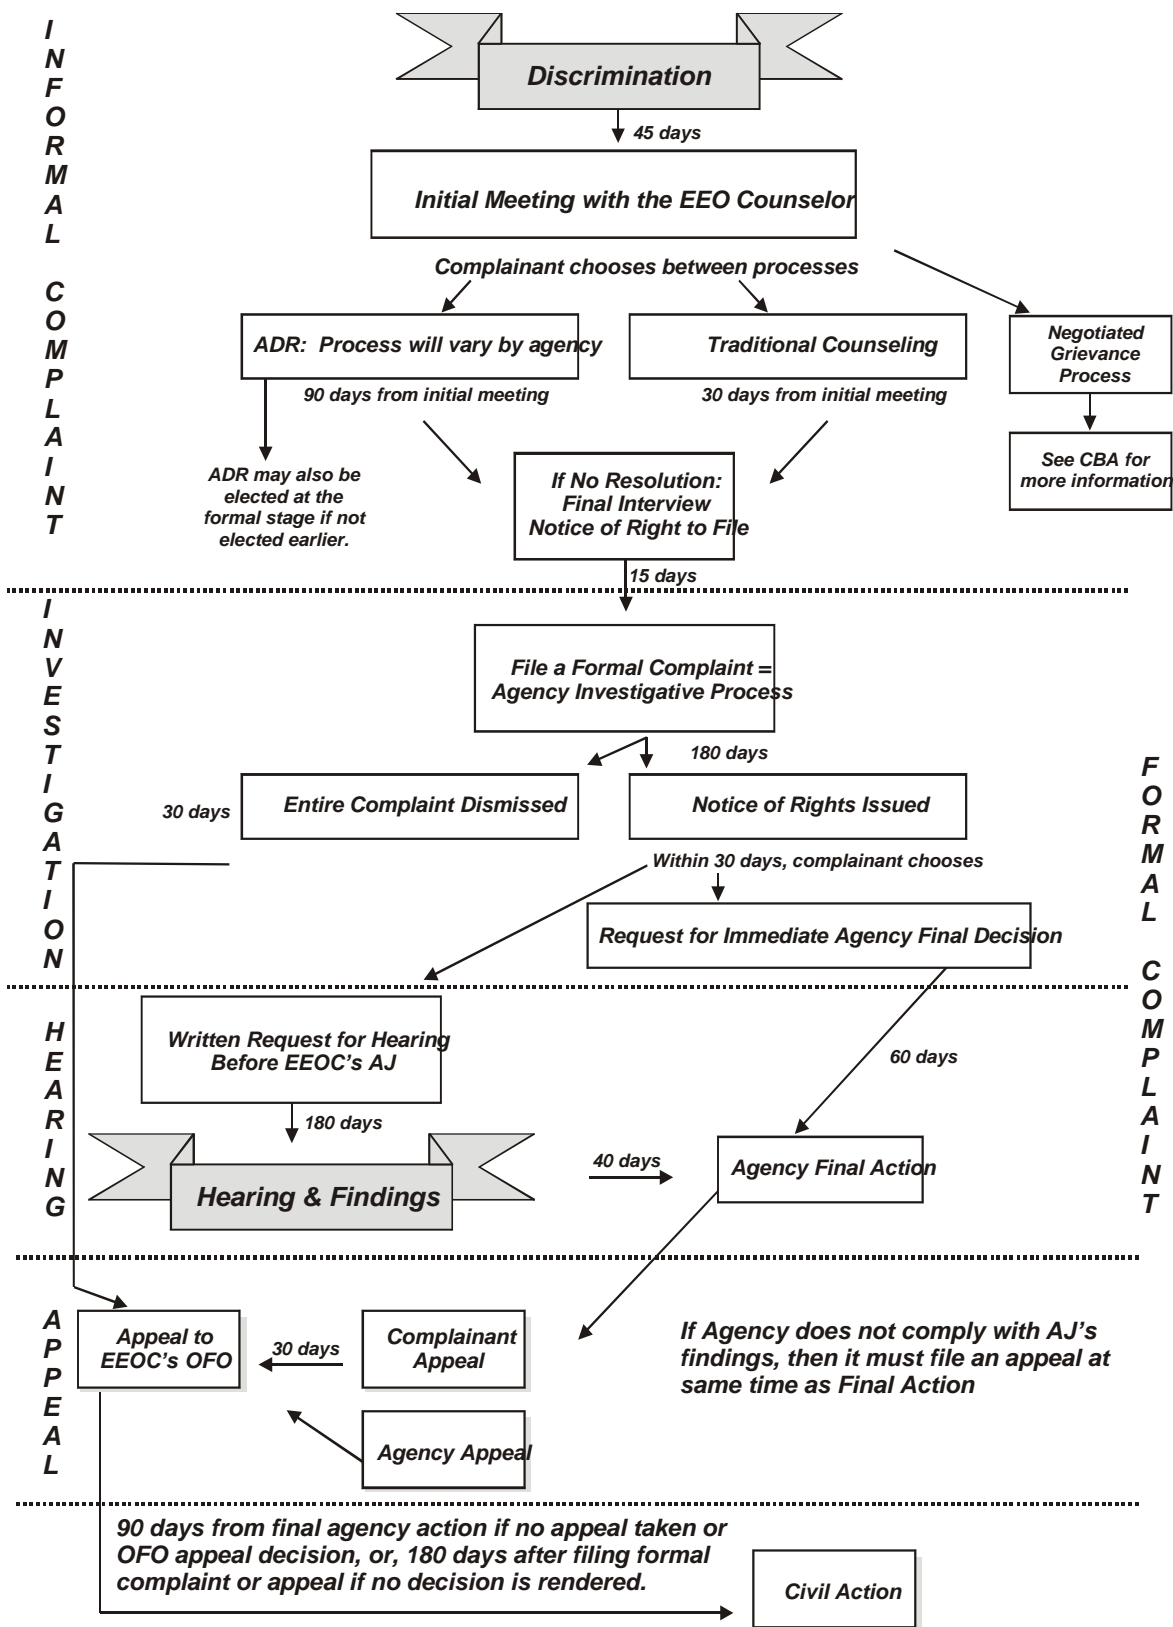 INFORMAL COMPLAINT
Discrimination
45 days
Initial Meeting with the EEO Counselor
Complainant chooses between processes
ADR: Process will vary by agency
Traditional Counseling
Negotiated
Grievance
Process
90 days from initial meeting
30 days from initial meeting
ADR may also be
elected at the
formal stage if not
elected earlier.
If No Resolution:
Final Interview
Notice of Right to File
See CBA for
more information
15 days
INVESTIGATION
File a Formal Complaint =
Agency Investigative Process
180 days
FORMAL COMPLAINT
30 days
Entire Complaint Dismissed
Notice of Rights Issued
Within 30 days, complainant chooses
Request for Immediate Agency Final Decision
HEARING
Written Request for Hearing
Before EEOC's AJ
60 days
180 days
Hearing & Findings
40 days
Agency Final Action
APPEAL
Appeal to
EEOC's OFO
30 days
Complainant
Appeal
If Agency does not comply with AJ's
findings, then it must file an appeal at
same time as Final Action
Agency Appeal
90 days from final agency action if no appeal taken or
OFO appeal decision, or, 180 days after filing formal
complaint or appeal if no decision is rendered.
Civil Action